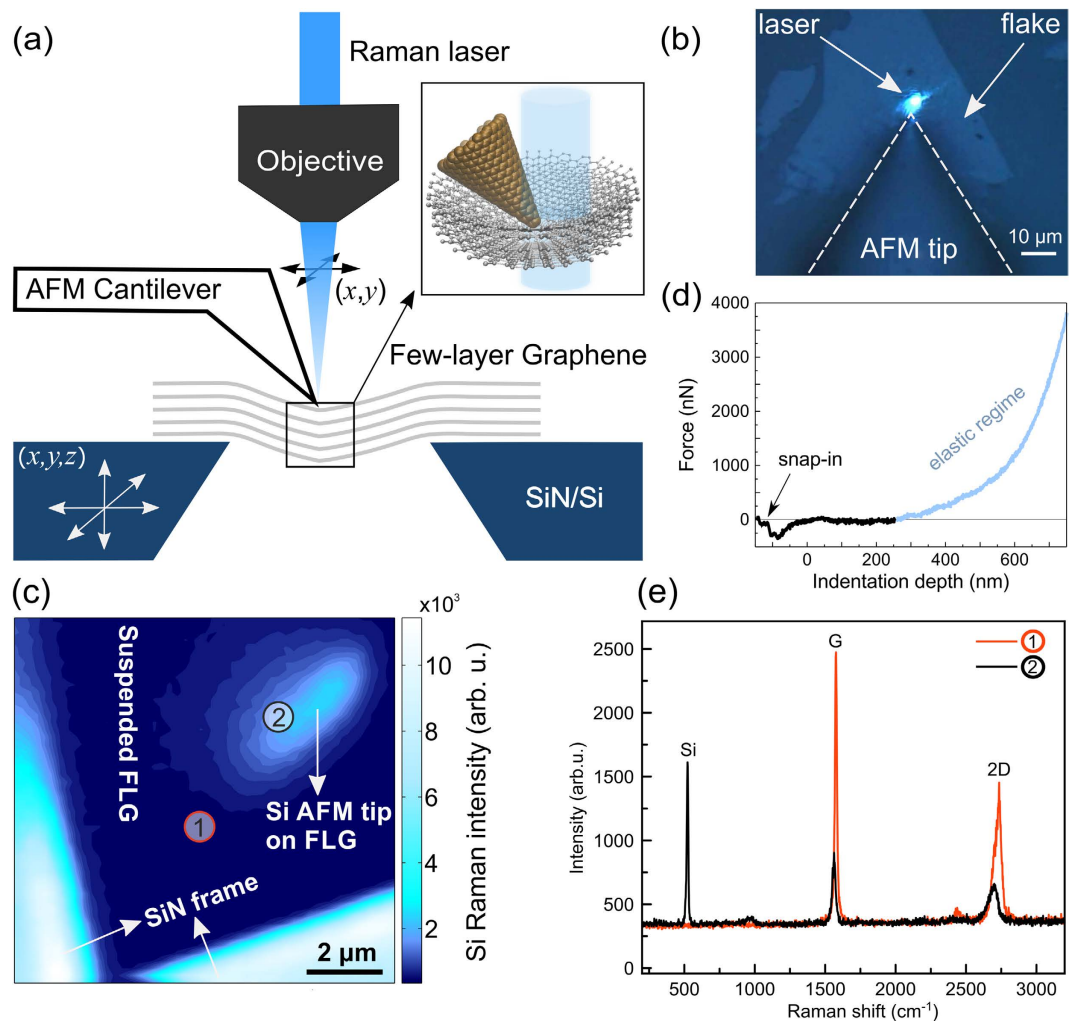 (a)
Raman laser
Objective
(x,y)
AFM Cantilever
Few-layer Graphene
(x,y,z)
SiN/Si
(b)
laser
flake
AFM tip
10 μm
(d)
4000
3000
2000
1000
0
Force (nN)
snap-in
elastic regime
0 200 400 600
Indentation depth (nm)
(c)
Suspended FLG
2
1
Si AFM tip
on FLG
SiN frame
2 μm
x10³
10
8
6
4
2
Si Raman intensity (arb. u.)
(e)
1
2
G
Si
2D
2500
2000
1500
1000
500
0
Intensity (arb.u.)
500 1000 1500 2000 2500 3000
Raman shift (cm⁻¹)